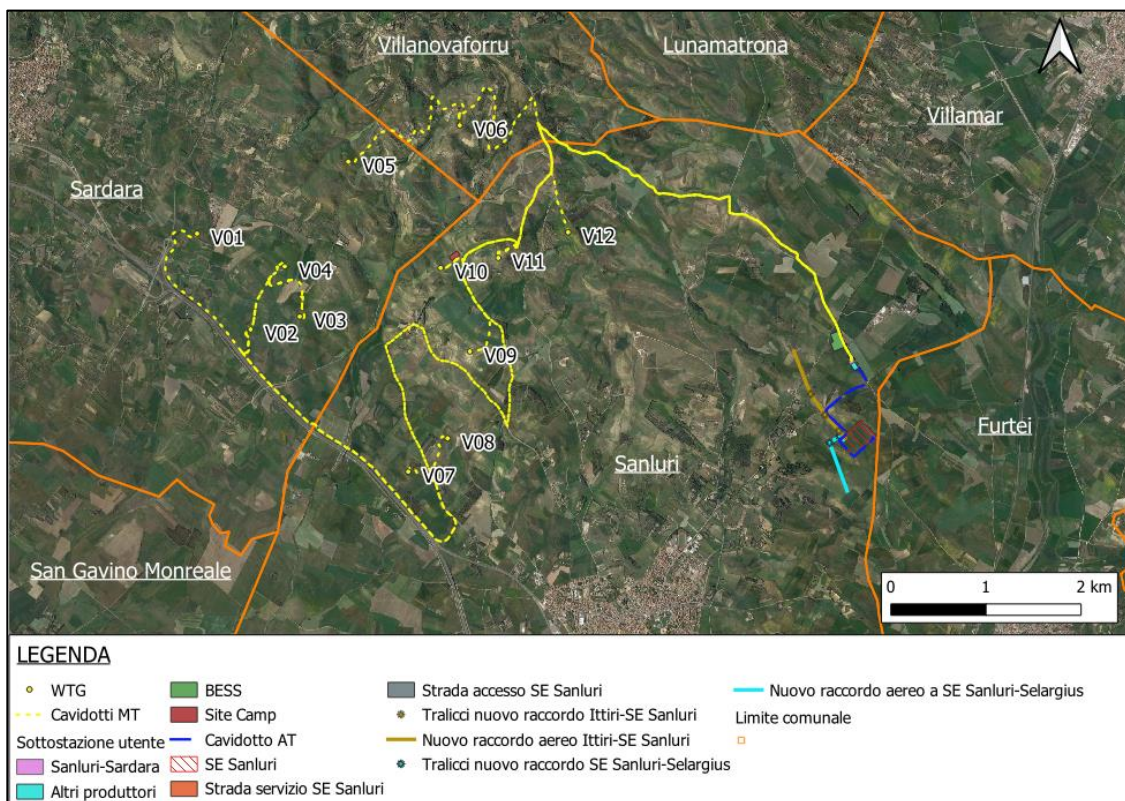 Villanovaforru
Lunamatrona
Villamar
V06
V05
Sardara
V01
V12
V11
V10
V04
V03
V02
V09
Furtei
V08
Sanluri
V07
San Gavino Monreale
0 1 2 km
LEGENDA
WTG
Cavidotti MT
Sottostazione utente
Sanluri-Sardara
Altri produttori
BESS
Site Camp
Cavidotto AT
SE Sanluri
Strada servizio SE Sanluri
Strada accesso SE Sanluri
Tralicci nuovo raccordo Ittiri-SE Sanluri
Nuovo raccordo aereo Ittiri-SE Sanluri
Tralicci nuovo raccordo SE Sanluri-Selargius
Nuovo raccordo aereo a SE Sanluri-Selargius
Limite comunale